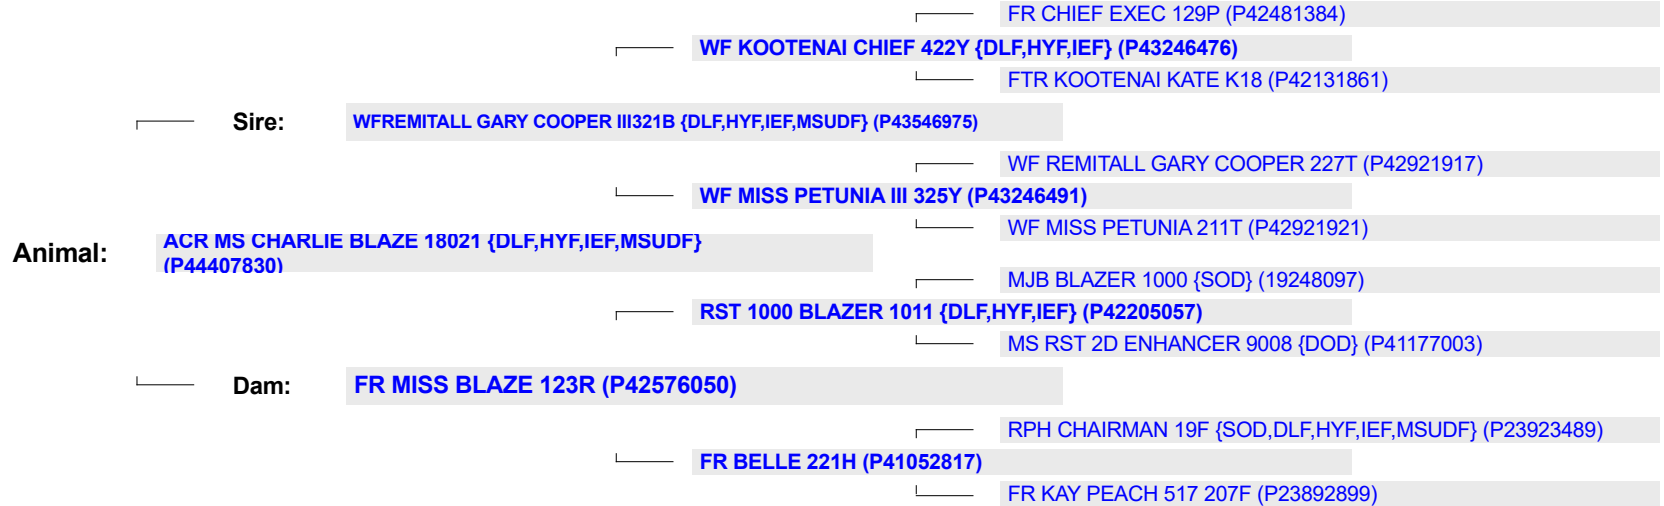 FR CHIEF EXEC 129P (P42481384)
WF KOOTENAI CHIEF 422Y {DLF,HYF,IEF} (P43246476)
FTR KOOTENAI KATE K18 (P42131861)
Sire: WFREMITALL GARY COOPER III321B {DLF,HYF,IEF,MSUDF} (P43546975)
WF REMITALL GARY COOPER 227T (P42921917)
WF MISS PETUNIA III 325Y (P43246491)
WF MISS PETUNIA 211T (P42921921)
Animal: ACR MS CHARLIE BLAZE 18021 {DLF,HYF,IEF,MSUDF}
(P44407830)
MJB BLAZER 1000 {SOD} (19248097)
RST 1000 BLAZER 1011 {DLF,HYF,IEF} (P42205057)
MS RST 2D ENHANCER 9008 {DOD} (P41177003)
Dam: FR MISS BLAZE 123R (P42576050)
RPH CHAIRMAN 19F {SOD,DLF,HYF,IEF,MSUDF} (P23923489)
FR BELLE 221H (P41052817)
FR KAY PEACH 517 207F (P23892899)